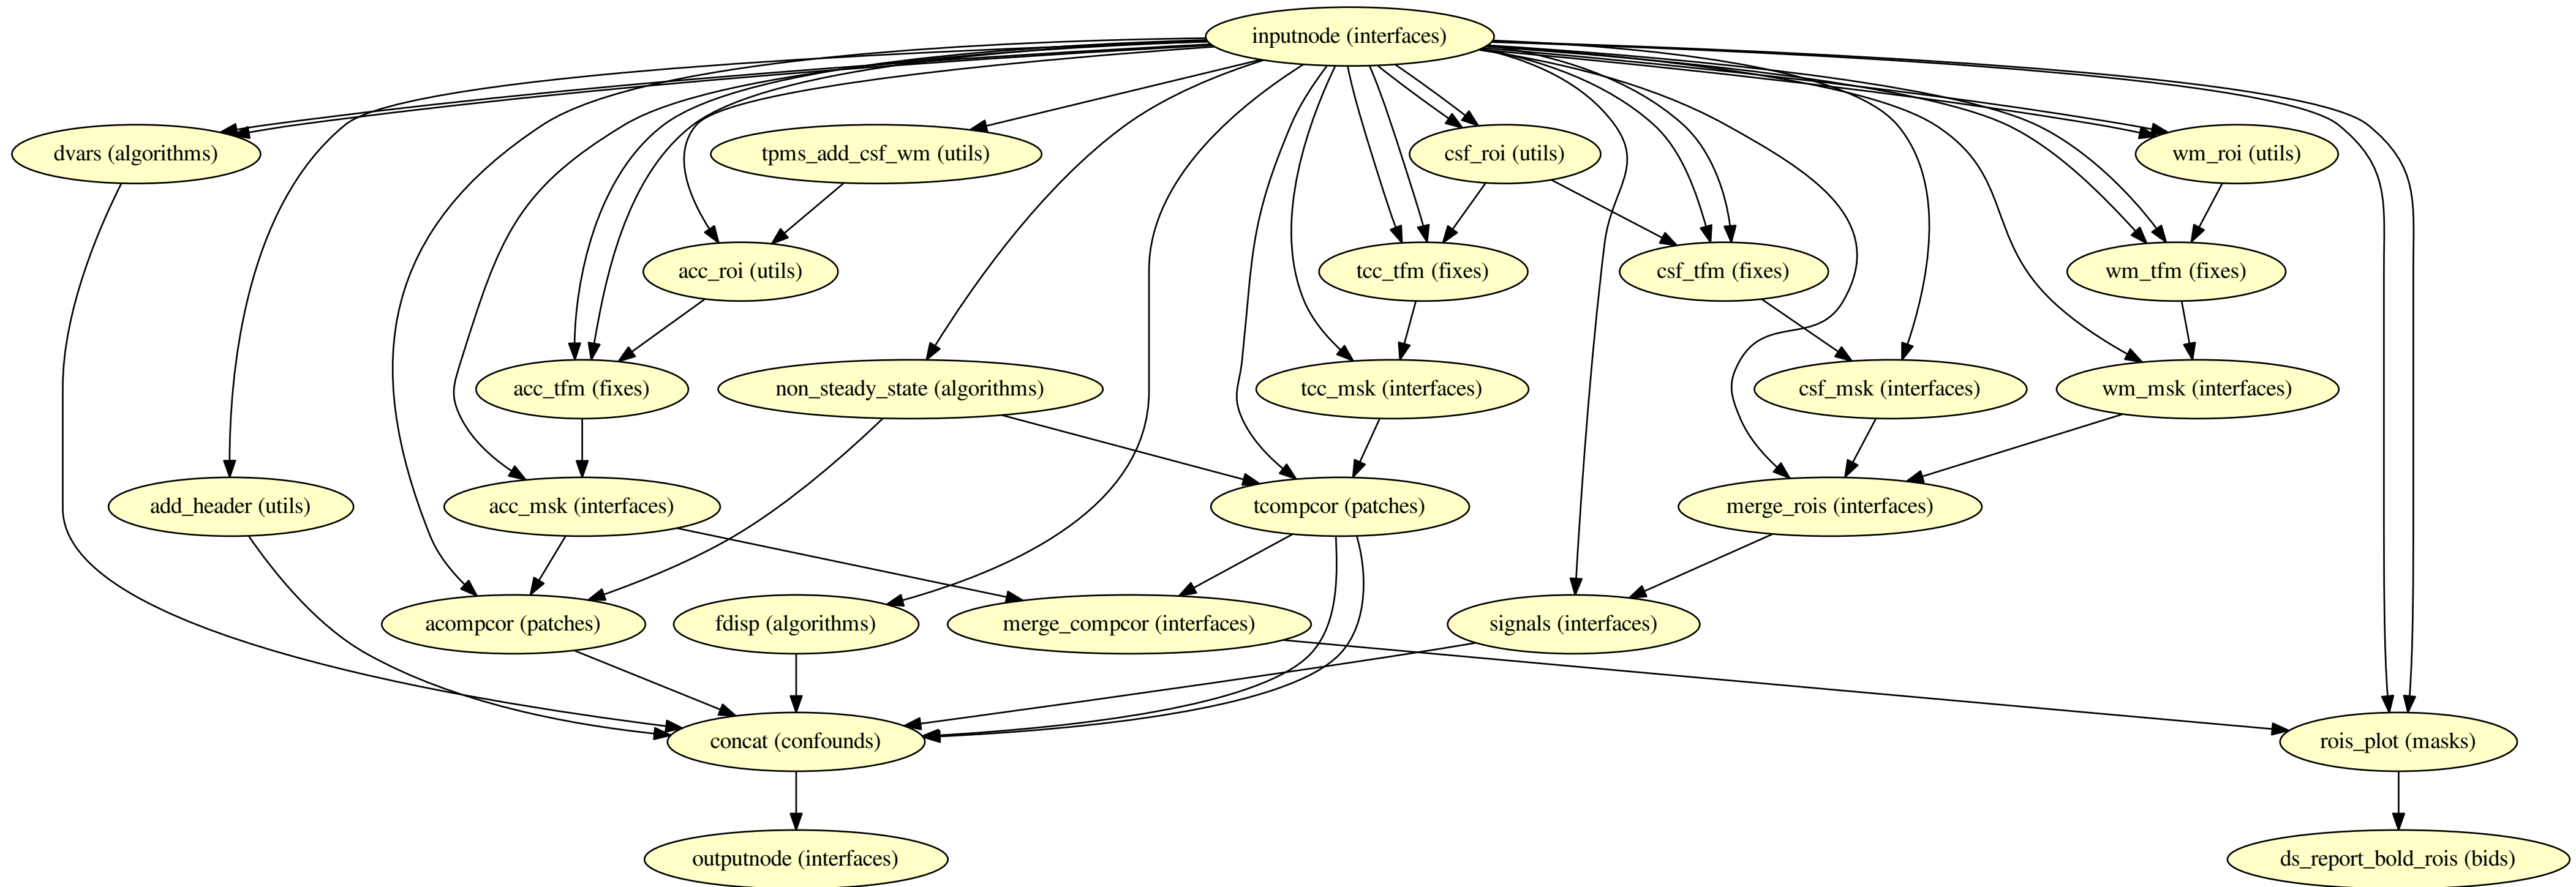 inputnode (interfaces)
dvars (algorithms)
tpms_add_csf_wm (utils)
csf_roi (utils)
wm_roi (utils)
acc_roi (utils)
tcc_tfm (fixes)
csf_tfm (fixes)
wm_tfm (fixes)
acc_tfm (fixes)
non_steady_state (algorithms)
tcc_msk (interfaces)
csf_msk (interfaces)
wm_msk (interfaces)
add_header (utils)
acc_msk (interfaces)
tcompcor (patches)
merge_rois (interfaces)
acompcor (patches)
fdisp (algorithms)
merge_compcor (interfaces)
signals (interfaces)
concat (confounds)
rois_plot (masks)
outputnode (interfaces)
ds_report_bold_rois (bids)